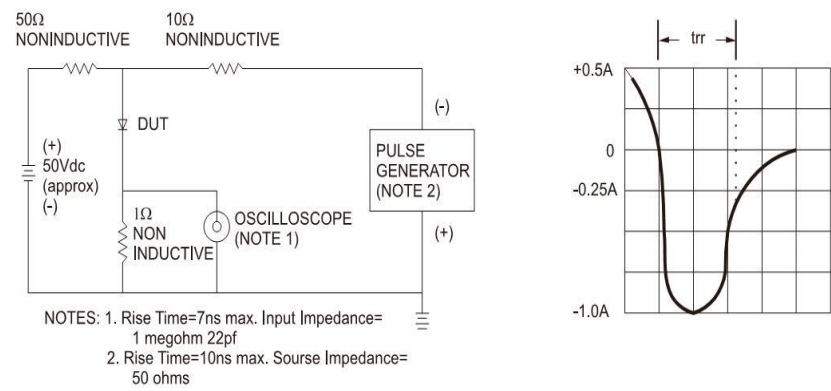 50Ω
NONINDUCTIVE
10Ω
NONINDUCTIVE
DUT
(+)
50Vdc
(approx)
(-)
1Ω
NON
INDUCTIVE
OSCILLOSCOPE
(NOTE 1)
(-)
PULSE
GENERATOR
(NOTE 2)
(+)
NOTES: 1. Rise Time=7ns max. Input Impedance=
1 megohm 22pf
2. Rise Time=10ns max. Sourse Impedance=
50 ohms
trr
+0.5A
0
-0.25A
-1.0A